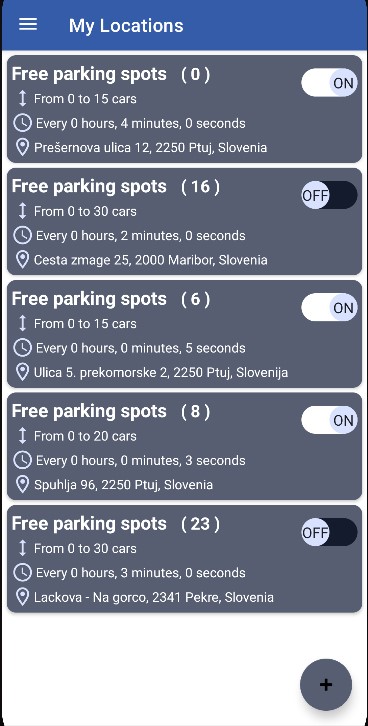 My Locations
Free parking spots ( 0 )
ON
From 0 to 15 cars
Every 0 hours, 4 minutes, 0 seconds
Prešernova ulica 12, 2250 Ptuj, Slovenia
Free parking spots ( 16 )
OFF
From 0 to 30 cars
Every 0 hours, 2 minutes, 0 seconds
Cesta zmage 25, 2000 Maribor, Slovenia
Free parking spots ( 6 )
ON
From 0 to 15 cars
Every 0 hours, 0 minutes, 5 seconds
Ulica 5. prekomorske 2, 2250 Ptuj, Slovenija
Free parking spots ( 8 )
ON
From 0 to 20 cars
Every 0 hours, 0 minutes, 3 seconds
Spuhlja 96, 2250 Ptuj, Slovenia
Free parking spots ( 23 )
OFF
From 0 to 30 cars
Every 0 hours, 3 minutes, 0 seconds
Lackova - Na gorco, 2341 Pekre, Slovenia
+